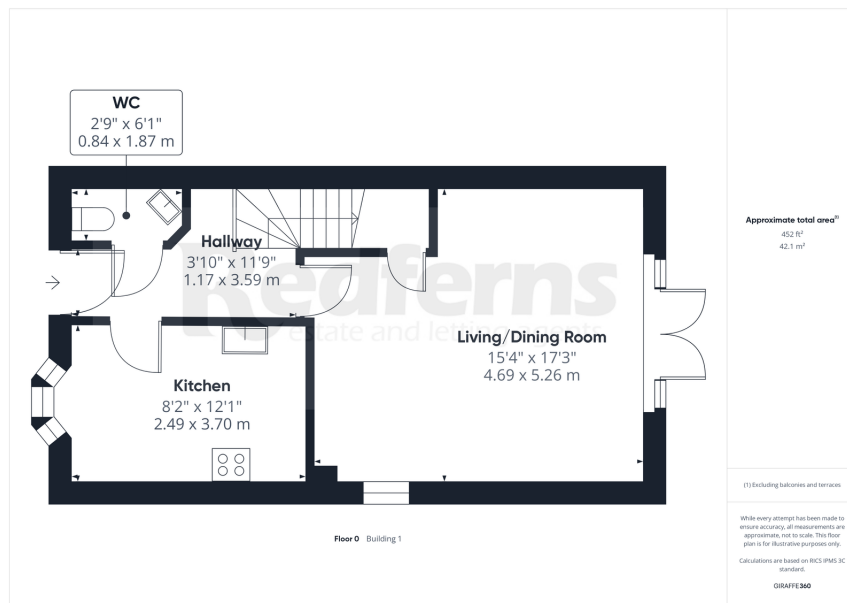 WC
2'9" x 6'1"
0.84 x 1.87 m
Hallway
3'10" x 11'9"
1.17 x 3.59 m
Redferns
estate and letting agents
Living/Dining Room
15'4" x 17'3"
4.69 x 5.26 m
Kitchen
8'2" x 12'1"
2.49 x 3.70 m
Floor 0 Building 1
Approximate total area(1)
452 ft²
42.1 m²
(1) Excluding balconies and terraces
While every attempt has been made to
ensure accuracy, all measurements are
approximate, not to scale. This floor
plan is for illustrative purposes only.
Calculations are based on RICS IPMS 3C
standard.
GIRAFFE360